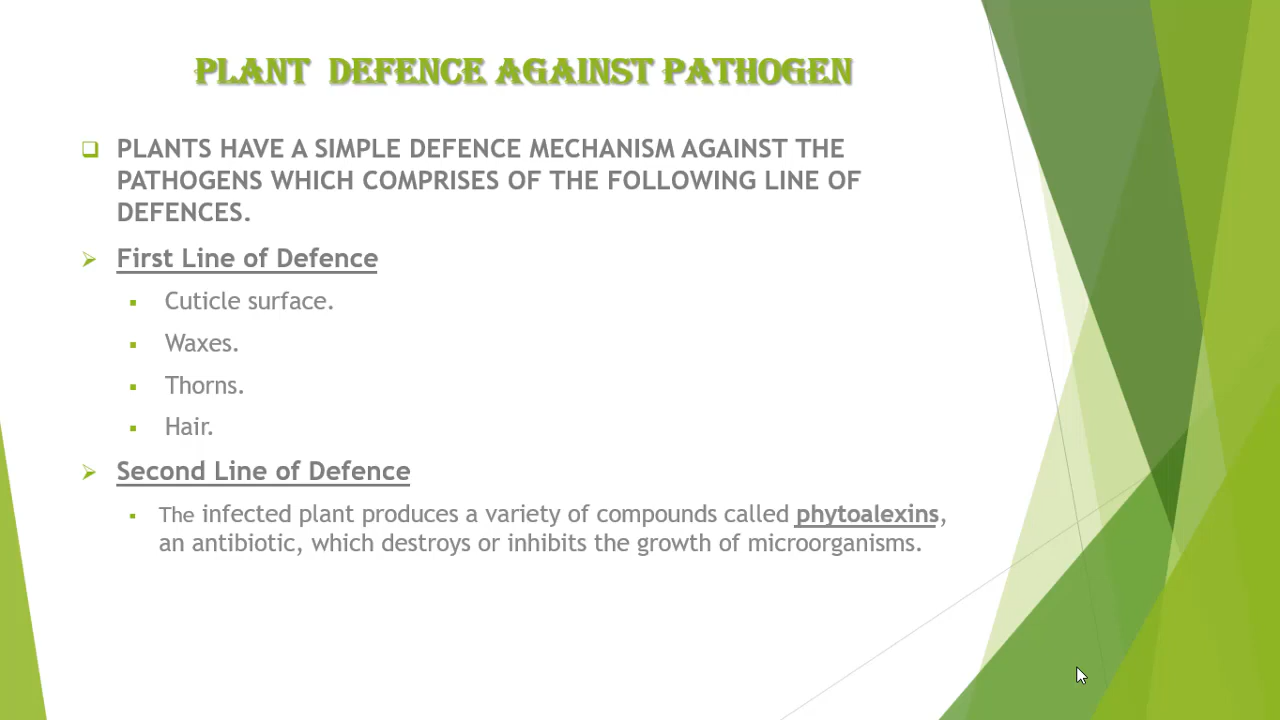 PLANT DEFENCE AGAINST PATHOGEN
PLANTS HAVE A SIMPLE DEFENCE MECHANISM AGAINST THE
PATHOGENS WHICH COMPRISES OF THE FOLLOWING LINE OF
DEFENCES.
First Line of Defence
Cuticle surface.
Waxes.
Thorns.
Hair.
Second Line of Defence
The infected plant produces a variety of compounds called phytoalexins,
an antibiotic, which destroys or inhibits the growth of microorganisms.